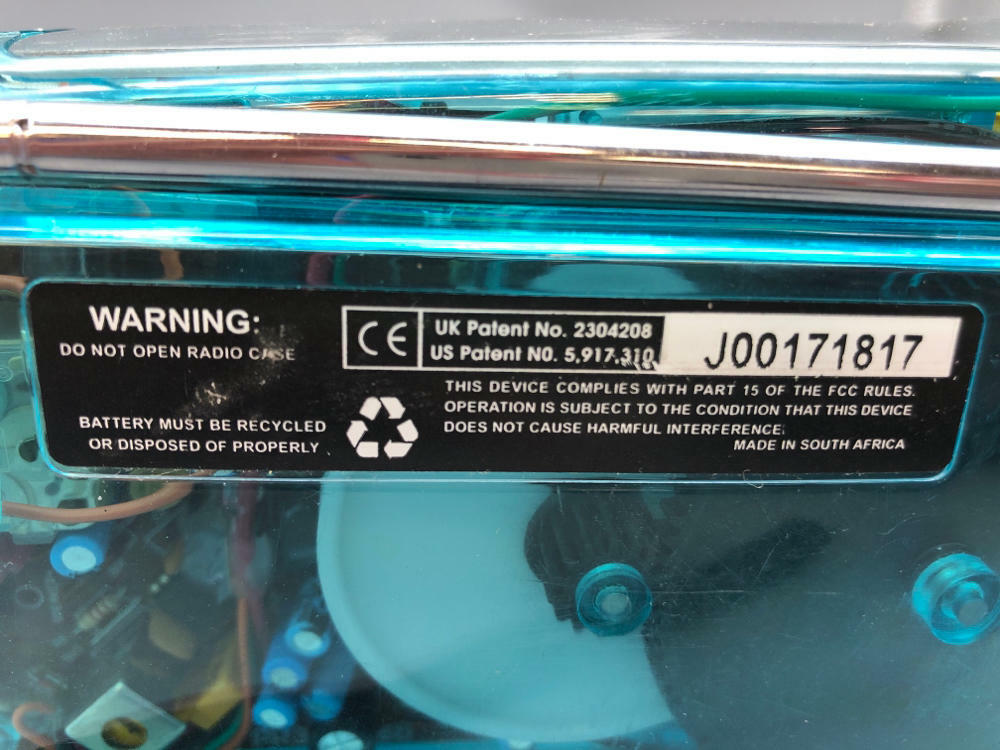 WARNING:
DO NOT OPEN RADIO CASE
BATTERY MUST BE RECYCLED
OR DISPOSED OF PROPERLY
CE
UK Patent No. 2304208
US Patent N0. 5,917,310
J00171817
THIS DEVICE COMPLIES WITH PART 15 OF THE FCC RULES.
OPERATION IS SUBJECT TO THE CONDITION THAT THIS DEVICE
DOES NOT CAUSE HARMFUL INTERFERENCE.
MADE IN SOUTH AFRICA